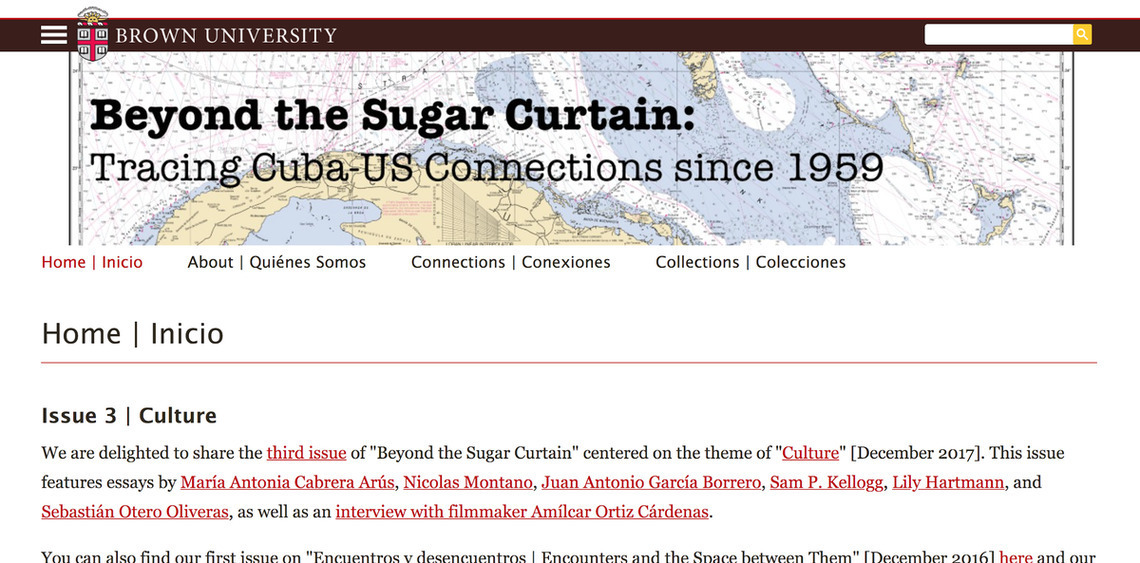 BROWN UNIVERSITY
Beyond the Sugar Curtain:
Tracing Cuba-US Connections since 1959
Home | Inicio About | Quiénes Somos Connections | Conexiones Collections | Colecciones
Home | Inicio
Issue 3 | Culture
We are delighted to share the third issue of "Beyond the Sugar Curtain" centered on the theme of "Culture" [December 2017]. This issue
features essays by María Antonia Cabrera Arús, Nicolas Montano, Juan Antonio García Borrero, Sam P. Kellogg, Lily Hartmann, and
Sebastián Otero Oliveras, as well as an interview with filmmaker Amílcar Ortiz Cárdenas.
You can also find our first issue on "Encuentros y desencuentros | Encounters and the Space between Them" [December 2016] here and our